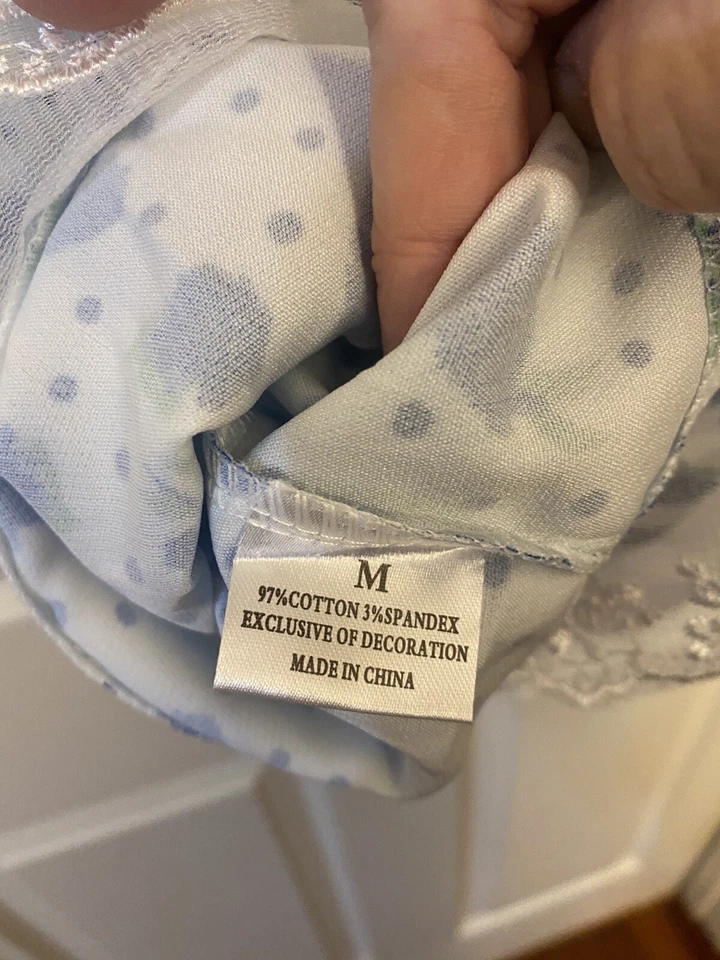 M
97%COTTON 3%SPANDEX
EXCLUSIVE OF DECORATION
MADE IN CHINA